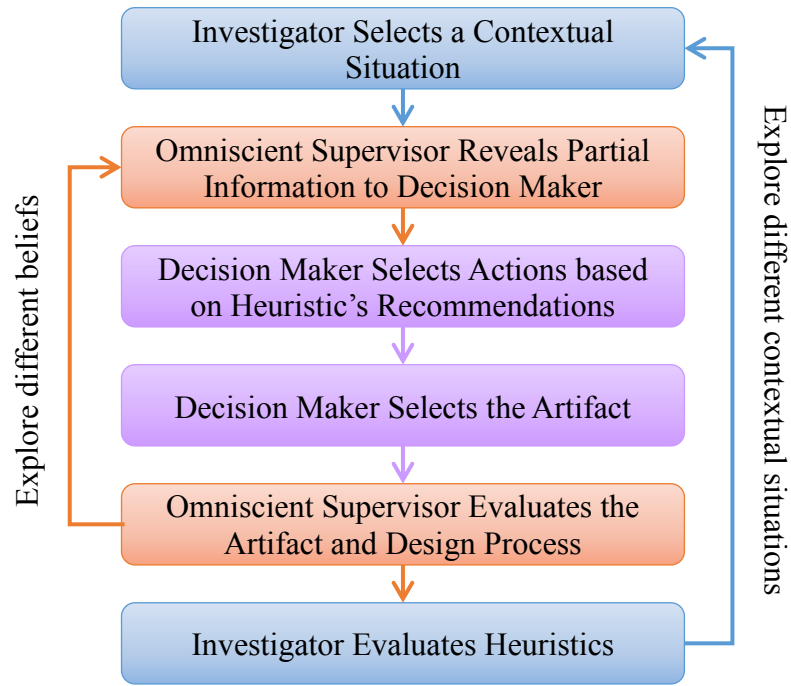 Investigator Selects a Contextual
Situation
Omniscient Supervisor Reveals Partial
Information to Decision Maker
Decision Maker Selects Actions based
on Heuristic’s Recommendations
Decision Maker Selects the Artifact
Omniscient Supervisor Evaluates the
Artifact and Design Process
Investigator Evaluates Heuristics
Explore different beliefs
Explore different contextual
situations